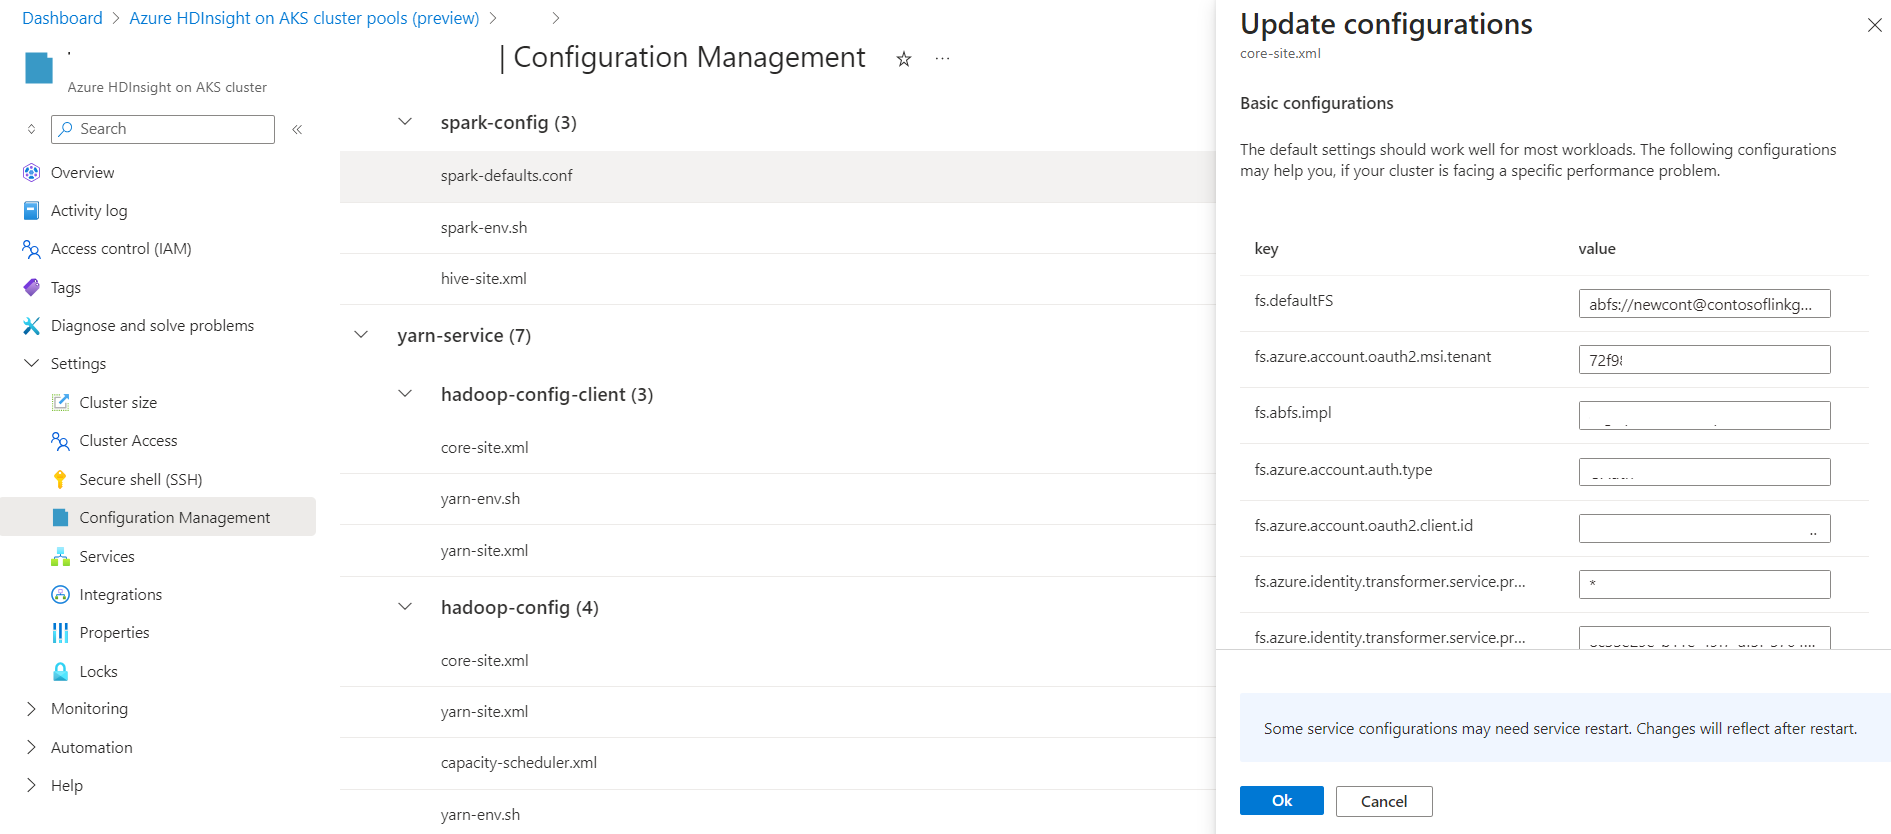 Dashboard > Azure HDInsight on AKS cluster pools (preview) > >
| Configuration Management
Azure HDInsight on AKS cluster
Search
Overview
Activity log
Access control (IAM)
Tags
Diagnose and solve problems
Settings
Cluster size
Cluster Access
Secure shell (SSH)
Configuration Management
Services
Integrations
Properties
Locks
Monitoring
Automation
Help
spark-config (3)
spark-defaults.conf
spark-env.sh
hive-site.xml
yarn-service (7)
hadoop-config-client (3)
core-site.xml
yarn-env.sh
yarn-site.xml
hadoop-config (4)
core-site.xml
yarn-site.xml
capacity-scheduler.xml
yarn-env.sh
Update configurations
core-site.xml
Basic configurations
The default settings should work well for most workloads. The following configurations
may help you, if your cluster is facing a specific performance problem.
key value
fs.defaultFS abfs://newcont@contosoflinkg...
fs.azure.account.oauth2.msi.tenant
fs.abfs.impl
fs.azure.account.auth.type
fs.azure.account.oauth2.client.id ..
fs.azure.identity.transformer.service.pr... *
fs.azure.identity.transformer.service.pr...
Some service configurations may need service restart. Changes will reflect after restart.
Ok Cancel